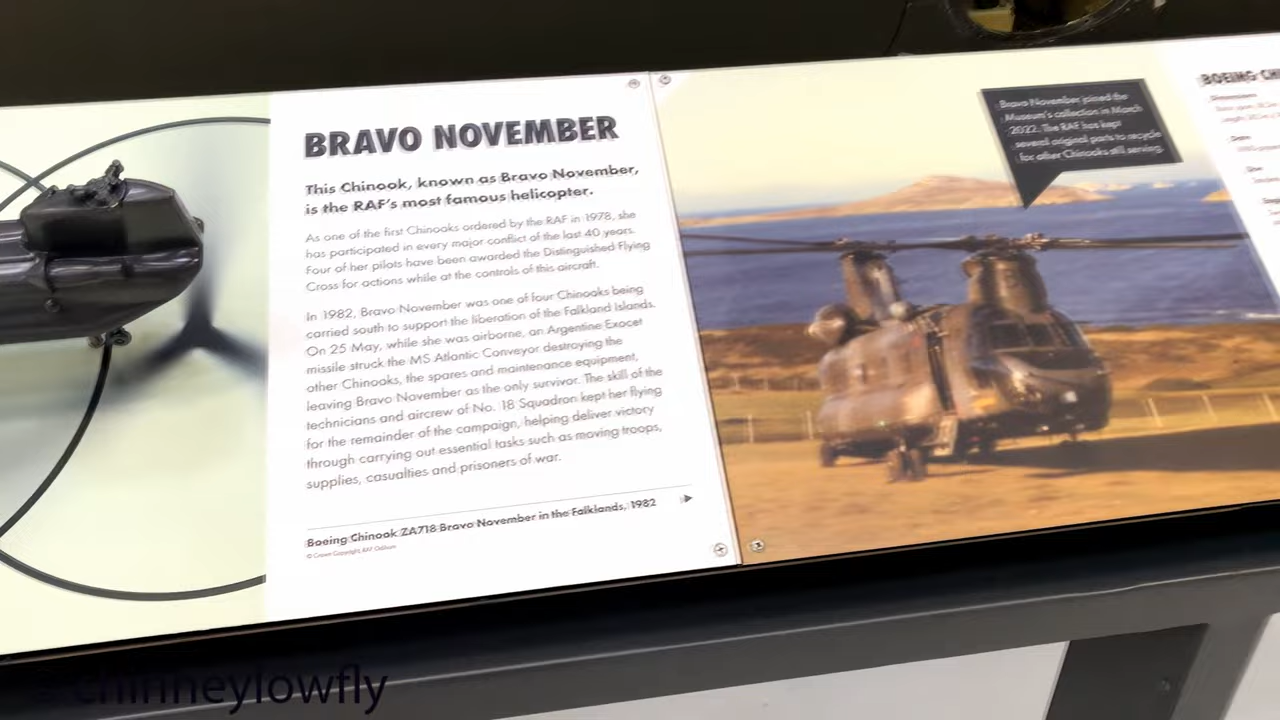 BRAVO NOVEMBER
This Chinook, known as Bravo November,
is the RAF's most famous helicopter.
As one of the first Chinooks ordered by the RAF in 1978, she
has participated in every major conflict of the last 40 years.
Four of her pilots have been awarded the Distinguished Flying
Cross for actions while at the controls of this aircraft.
In 1982, Bravo November was one of four Chinooks being
carried south to support the liberation of the Falkland Islands.
On 25 May, while she was airborne, an Argentine Exocet
missile struck the MS Atlantic Conveyor destroying the
other Chinooks, the spares and maintenance equipment,
leaving Bravo November as the only survivor. The skill of the
technicians and aircrew of No. 18 Squadron kept her flying
for the remainder of the campaign, helping deliver victory
through carrying out essential tasks such as moving troops,
supplies, casualties and prisoners of war.
Boeing Chinook ZA718 Bravo November in the Falklands, 1982
© Crown Copyright, RAF Odiham
Bravo November joined the
Museum's collection in March
2022. The RAF has kept
several original parts to recycle
for other Chinooks still serving.
BOEING
chinheylowfly